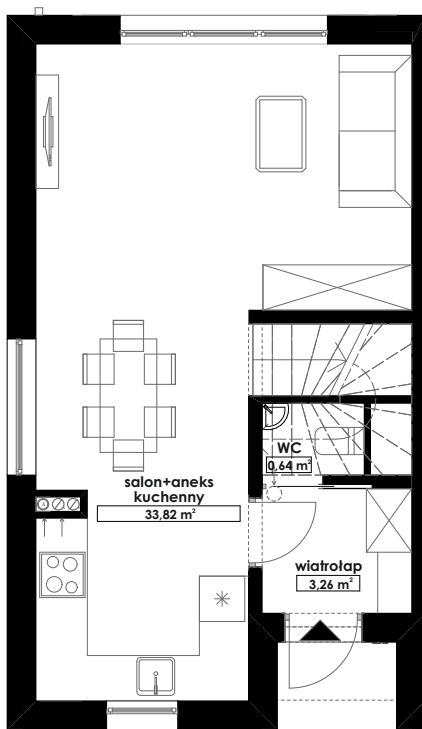 WC
0,64 m²
salon+aneks
kuchenny
33,82 m²
wiatrołap
3,26 m²